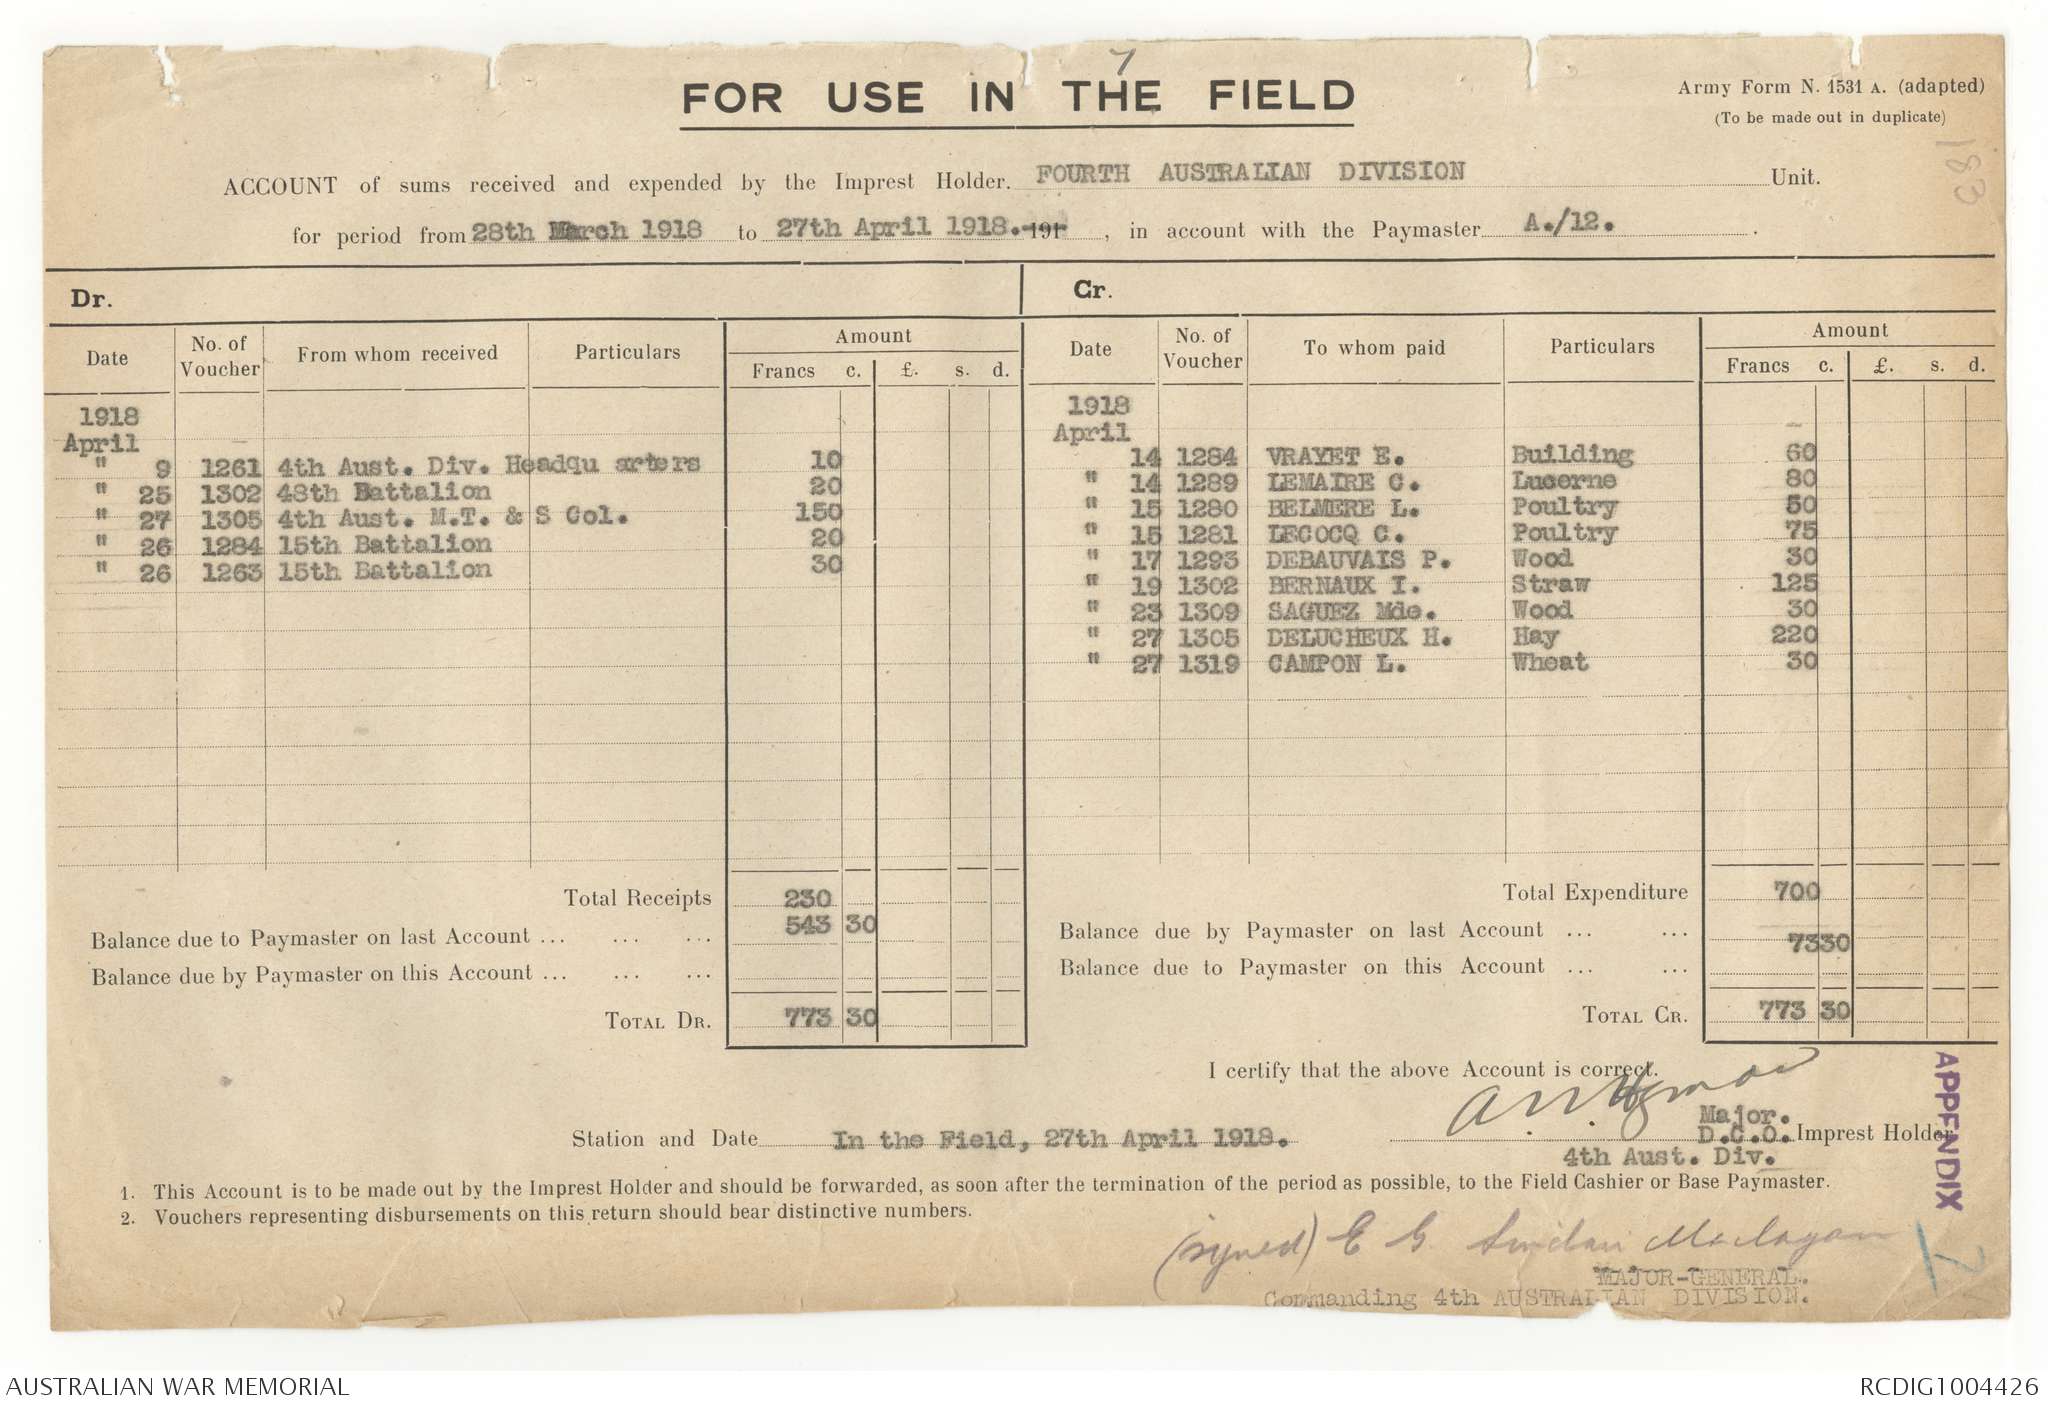 7
FOR USE IN THE FIELD
Army Form N. 1531 A. (adapted)
(To be made out in duplicate)
183
ACCOUNT of sums received and expended by the Imprest Holder. FOURTH AUSTRALIAN DIVISION Unit.
for period from 28th March 1918 to 27th April 1918. 191 , in account with the Paymaster A./12. .
Dr. Cr.
Date No. of Voucher From whom received Particulars Amount Francs c. £. s. d. Date No. of Voucher To whom paid Particulars Amount Francs c. £. s. d.
1918 1918
April April
" 9 1261 4th Aust. Div. Headqu arters 10 14 1284 VRAYET E. Building 60
" 25 1302 48th Battalion 20 " 14 1289 LEMAIRE C. Lucerne 80
" 27 1305 4th Aust. M.T. & S Col. 150 " 15 1280 BELMERE L. Poultry 50
" 26 1284 15th Battalion 20 " 15 1281 LECOCQ C. Poultry 75
" 26 1263 15th Battalion 30 " 17 1293 DEBAUVAIS P. Wood 30
" 19 1302 BERNAUX I. Straw 125
" 23 1309 SAGUEZ Mde. Wood 30
" 27 1305 DELUCHEUX H. Hay 220
" 27 1319 CAMPON L. Wheat 30
Total Receipts 230 Total Expenditure 700
Balance due to Paymaster on last Account ... ... ... 543 30 Balance due by Paymaster on last Account ... ... 73 30
Balance due by Paymaster on this Account ... ... ... Balance due to Paymaster on this Account ... ...
TOTAL DR. 773 30 TOTAL CR. 773 30
I certify that the above Account is correct.
Major.
Station and Date In the Field, 27th April 1918. D.C.O. Imprest Holder
4th Aust. Div.
1. This Account is to be made out by the Imprest Holder and should be forwarded, as soon after the termination of the period as possible, to the Field Cashier or Base Paymaster.
2. Vouchers representing disbursements on this return should bear distinctive numbers.
APPENDIX
7
(signed) E G Sinclair Maclagan
MAJOR-GENERAL.
Commanding 4th AUSTRALIAN DIVISION.
AUSTRALIAN WAR MEMORIAL RCDIG1004426